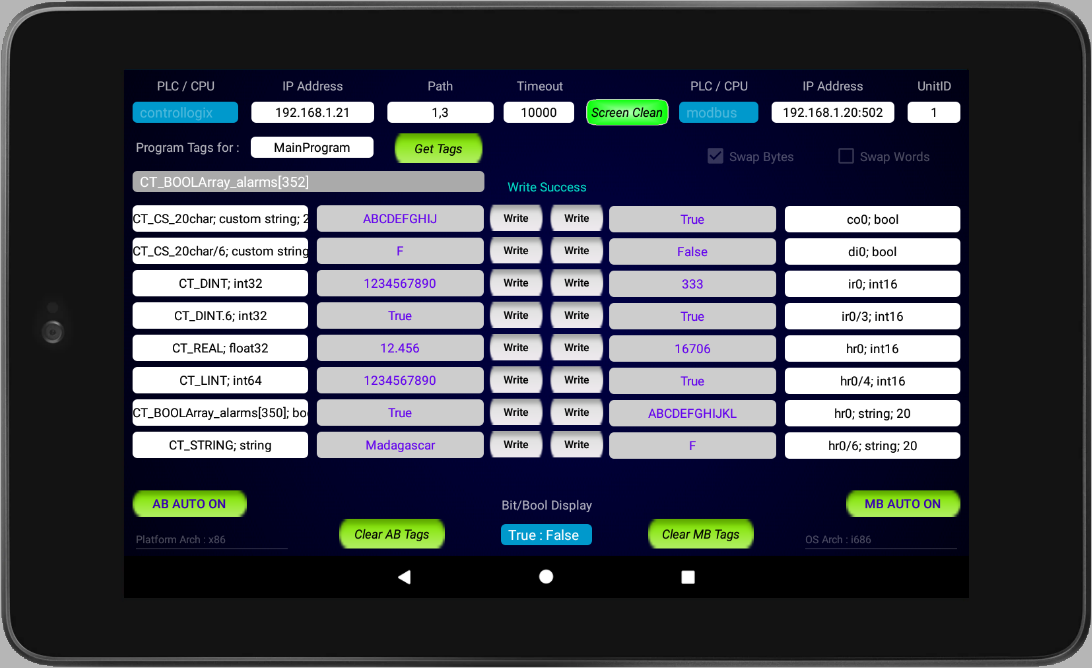 PLC / CPU IP Address Path Timeout PLC / CPU IP Address UnitID
controllogix 192.168.1.21 1,3 10000 Screen Clean modbus 192.168.1.20:502 1
Program Tags for : MainProgram Get Tags Swap Bytes Swap Words
CT_BOOLArray_alarms[352] Write Success
CT_CS_20char; custom string; 2 ABCDEFGHIJ Write Write True co0; bool
CT_CS_20char/6; custom string F Write Write False di0; bool
CT_DINT; int32 1234567890 Write Write 333 ir0; int16
CT_DINT.6; int32 True Write Write True ir0/3; int16
CT_REAL; float32 12.456 Write Write 16706 hr0; int16
CT_LINT; int64 1234567890 Write Write True hr0/4; int16
CT_BOOLArray_alarms[350]; boo True Write Write ABCDEFGHIJKL hr0; string; 20
CT_STRING; string Madagascar Write Write F hr0/6; string; 20
AB AUTO ON Bit/Bool Display MB AUTO ON
Clear AB Tags True : False Clear MB Tags
Platform Arch : x86 OS Arch : i686